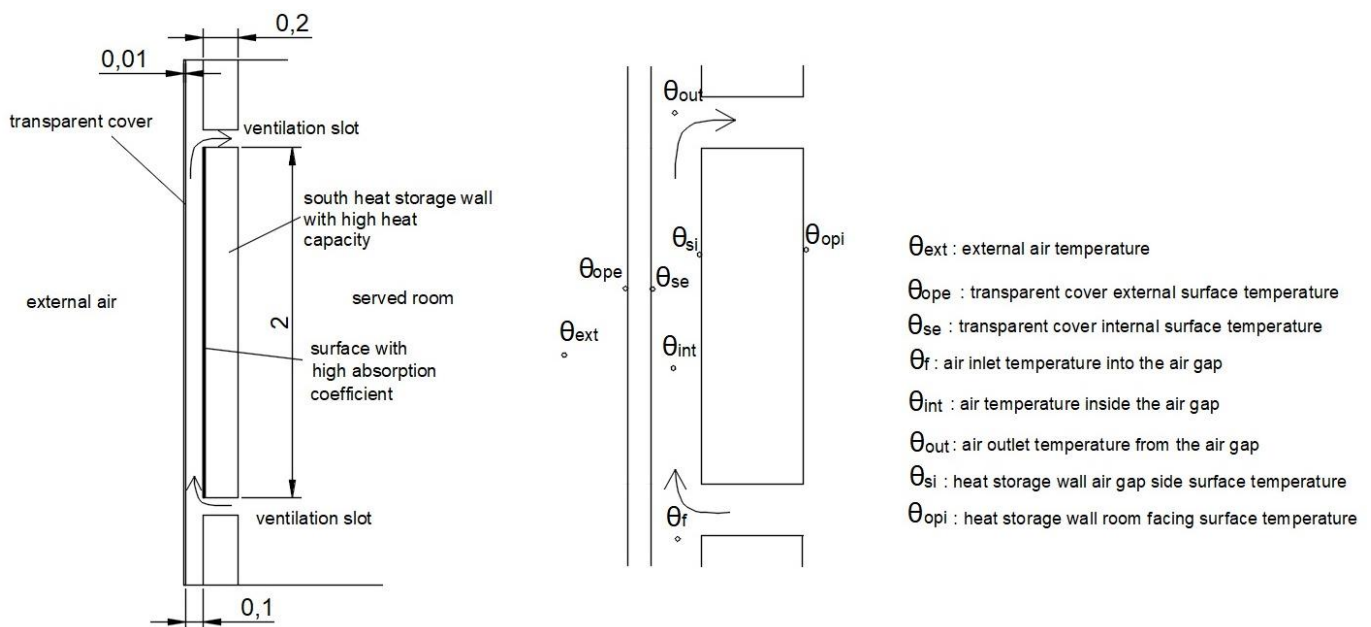 0,2
0,01
transparent cover
ventilation slot
south heat storage wall
with high heat
capacity
external air
served room
2
surface with
high absorption
coefficient
ventilation slot
0,1
θout
θsi
θopi
θope
θse
θext
θint
θf
θext : external air temperature
θope : transparent cover external surface temperature
θse : transparent cover internal surface temperature
θf : air inlet temperature into the air gap
θint : air temperature inside the air gap
θout : air outlet temperature from the air gap
θsi : heat storage wall air gap side surface temperature
θopi : heat storage wall room facing surface temperature